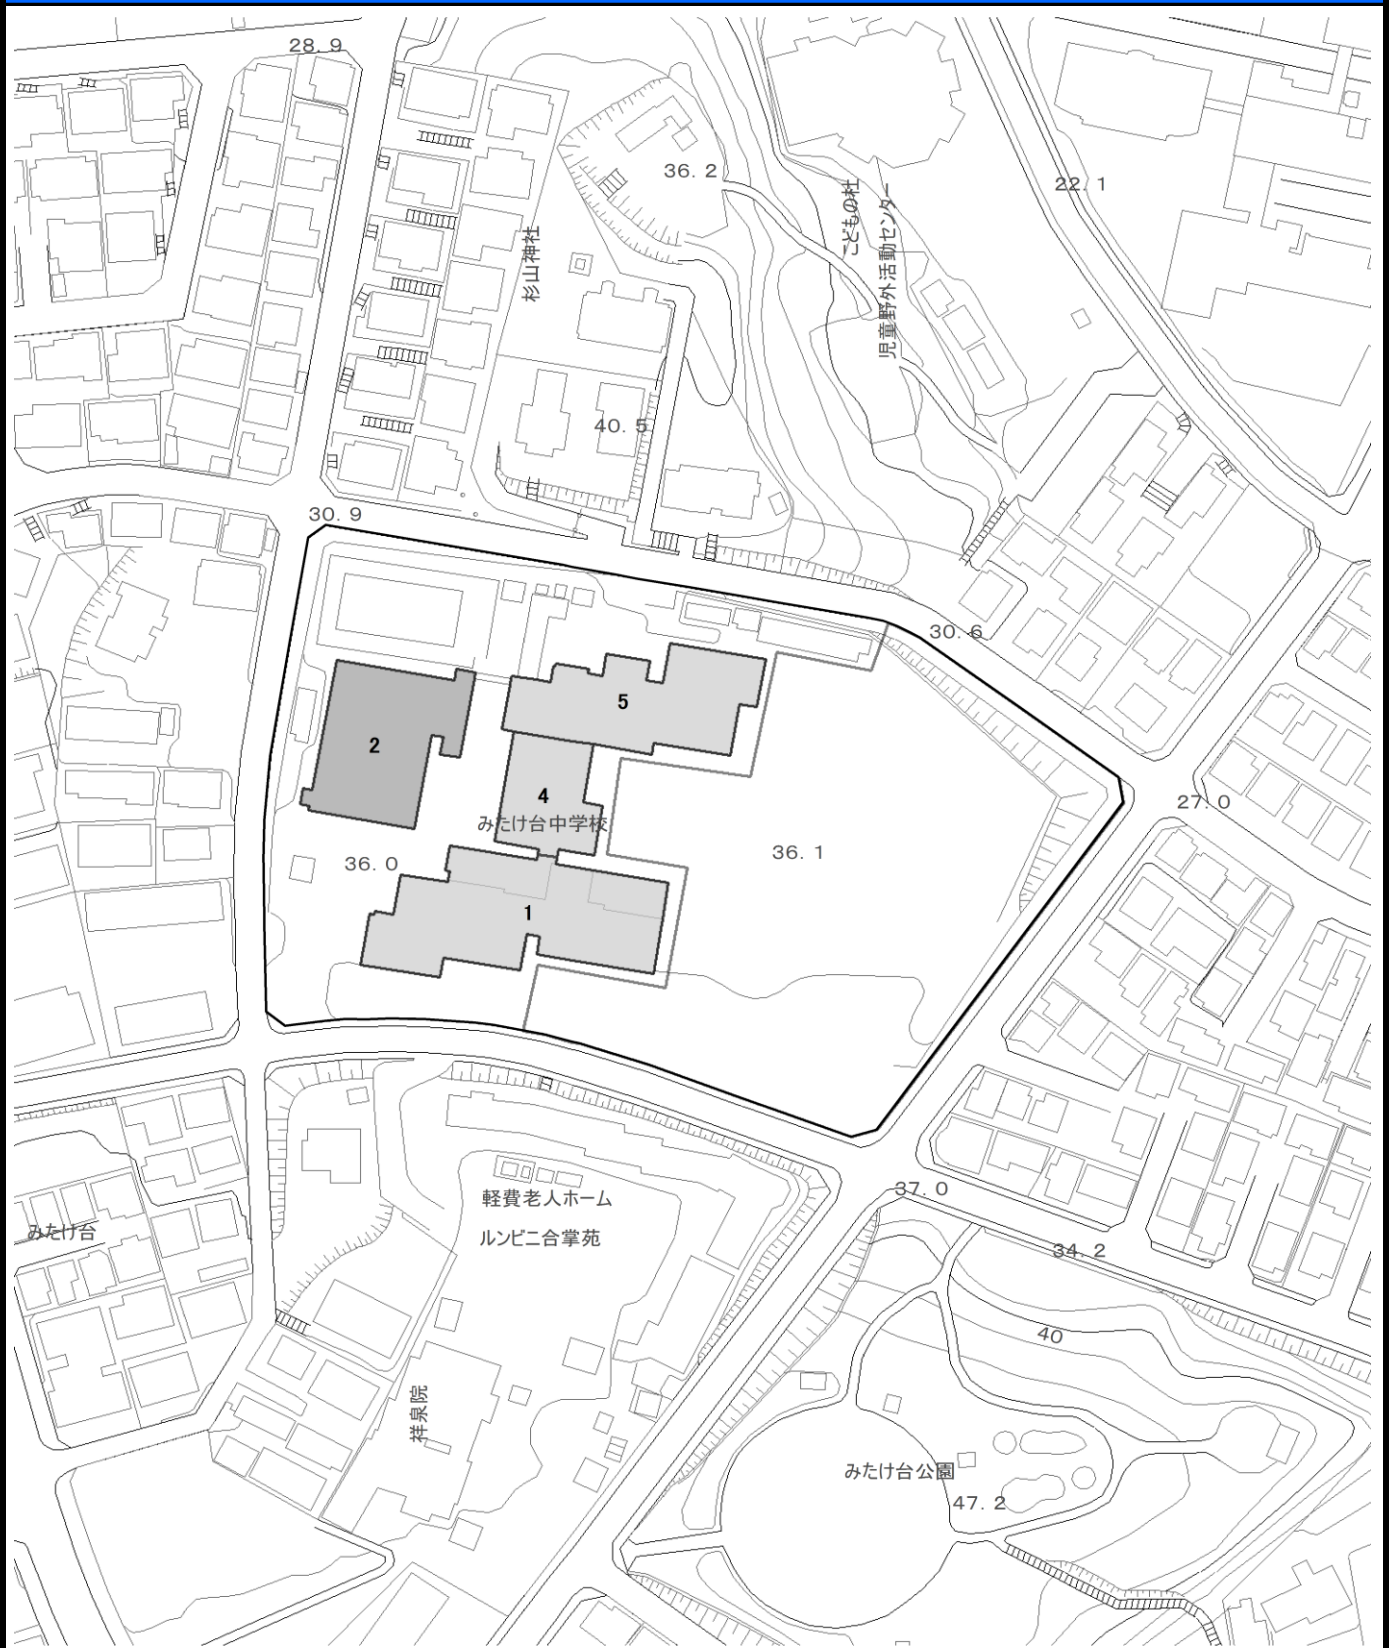 28. 9
36. 2
22. 1
こどもの杜
児童野外活動センター
杉山神社
40. 5
30. 9
30. 6
5
2
4
みたけ台中学校
27. 0
36. 0
36. 1
1
37. 0
軽費老人ホーム
ルンビニ合掌苑
みたけ台
34. 2
40
祥泉院
みたけ台公園
47. 2